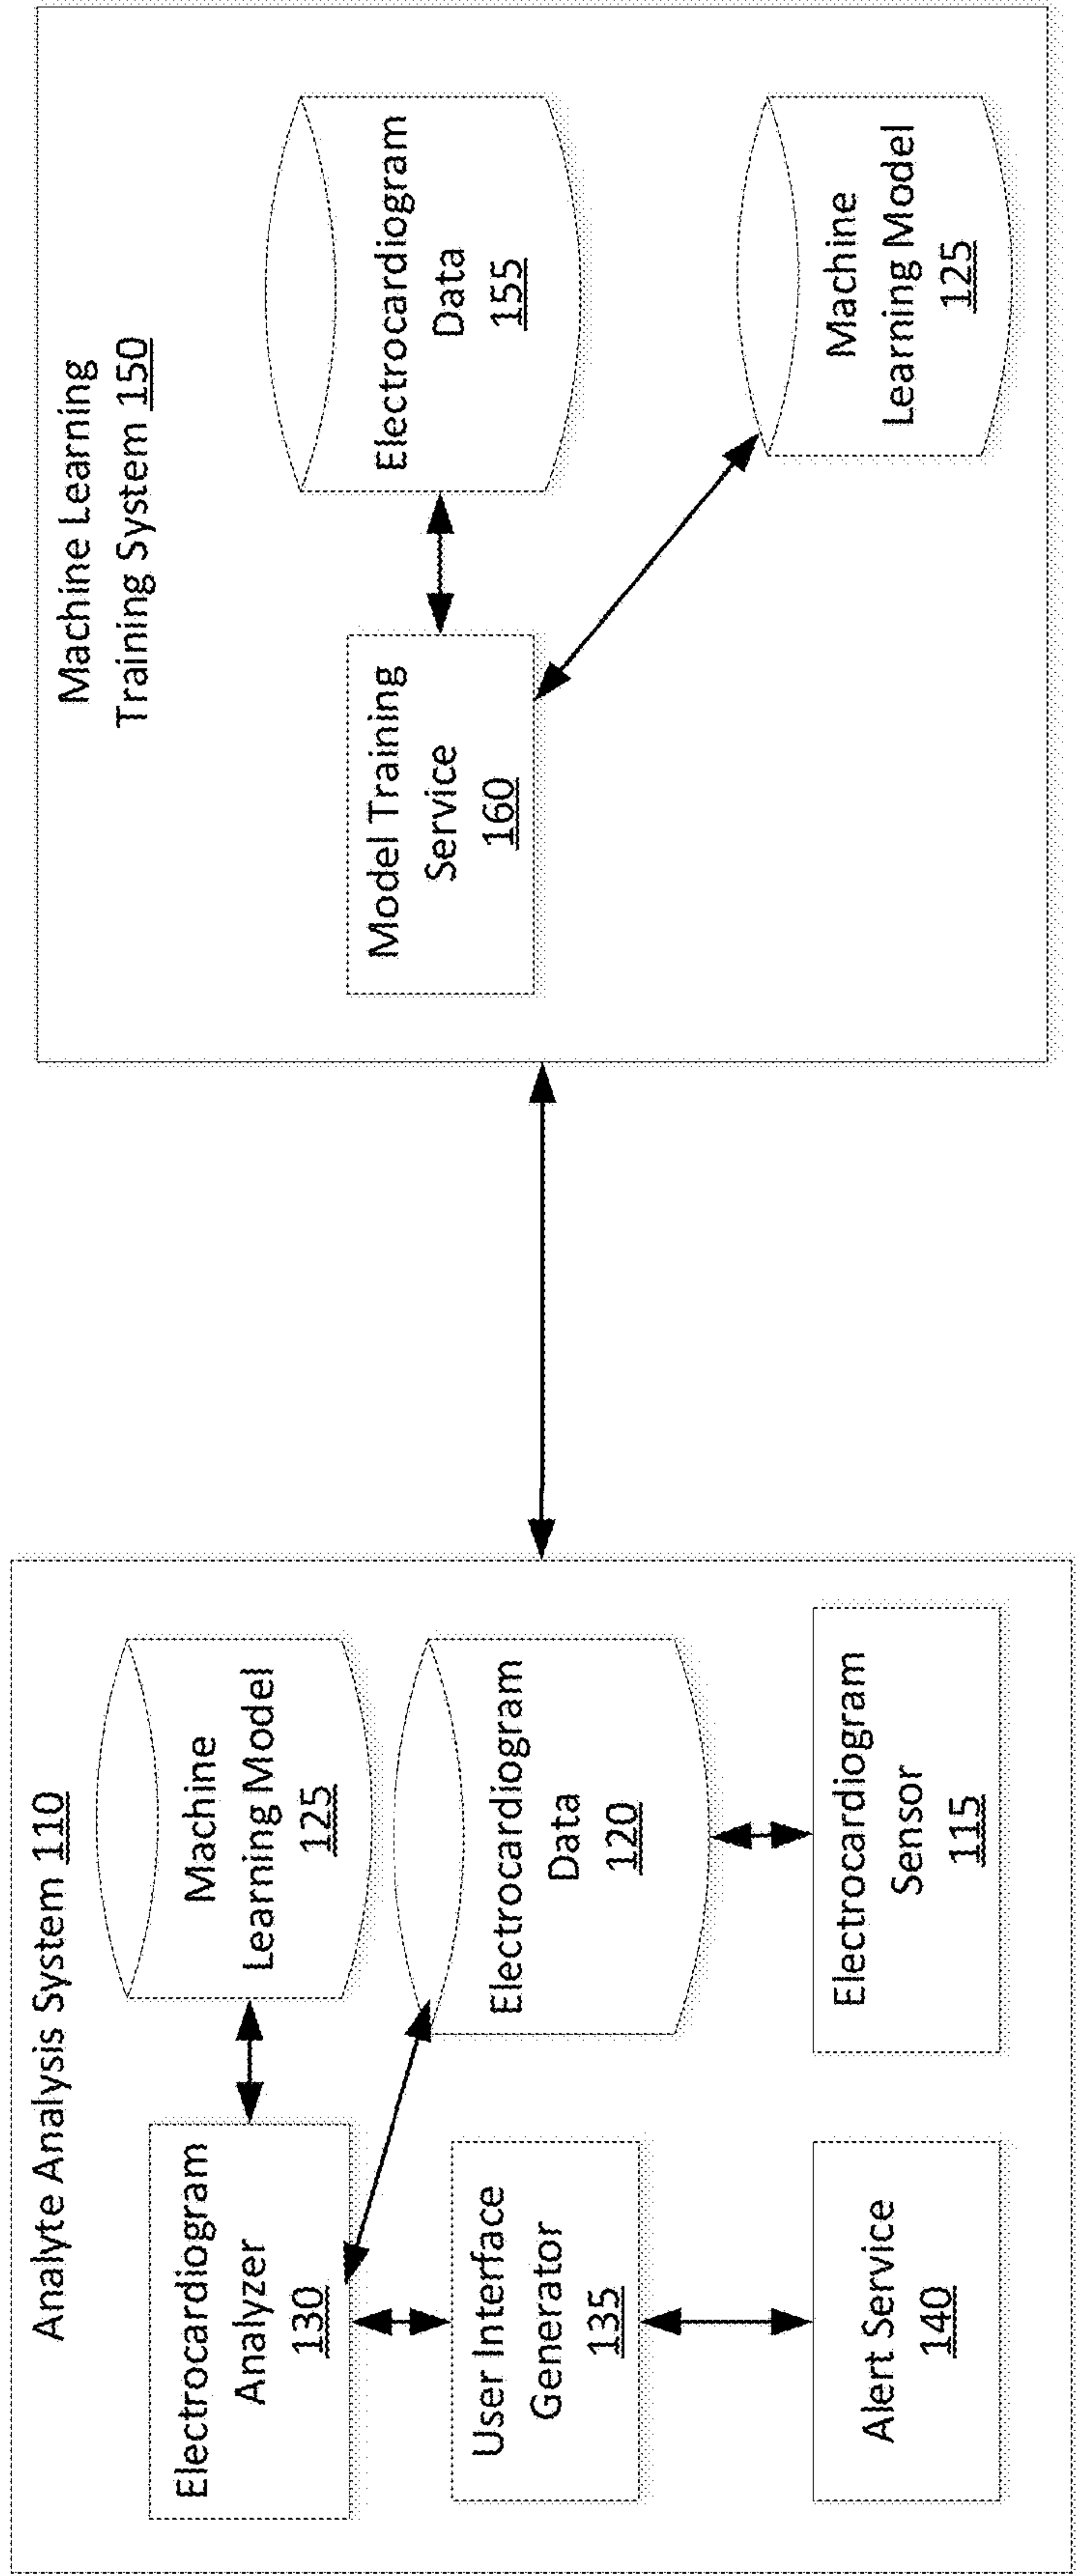 Analyte Analysis System 110
Electrocardiogram
Analyzer
130
Machine
Learning Model
125
User Interface
Generator
135
Electrocardiogram
Data
120
Alert Service
140
Electrocardiogram
Sensor
115
Machine Learning
Training System 150
Model Training
Service
160
Electrocardiogram
Data
155
Machine
Learning Model
125